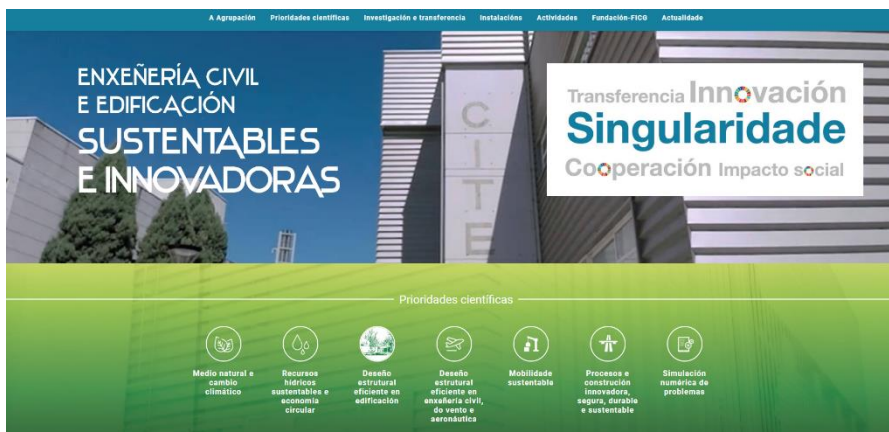 A Agrupación Prioridades científicas Investigación e transferencia Instalacións Actividades Fundación-FICG Actualidade
ENXEÑERÍA CIVIL
E EDIFICACIÓN
SUSTENTABLES
E INNOVADORAS
CITE
Transferencia Innovación
Singularidade
Cooperación Impacto social
Prioridades científicas
Medio natural e
cambio
climático
Recursos
hídricos
sustentables e
economía
circular
Deseño
estrutural
eficiente en
edificación
Deseño
estrutural
eficiente en
enxeñería civil,
do vento e
aeronáutica
Mobilidade
sustentable
Procesos e
construción
innovadora,
segura, durable
e sustentable
Simulación
numérica de
problemas